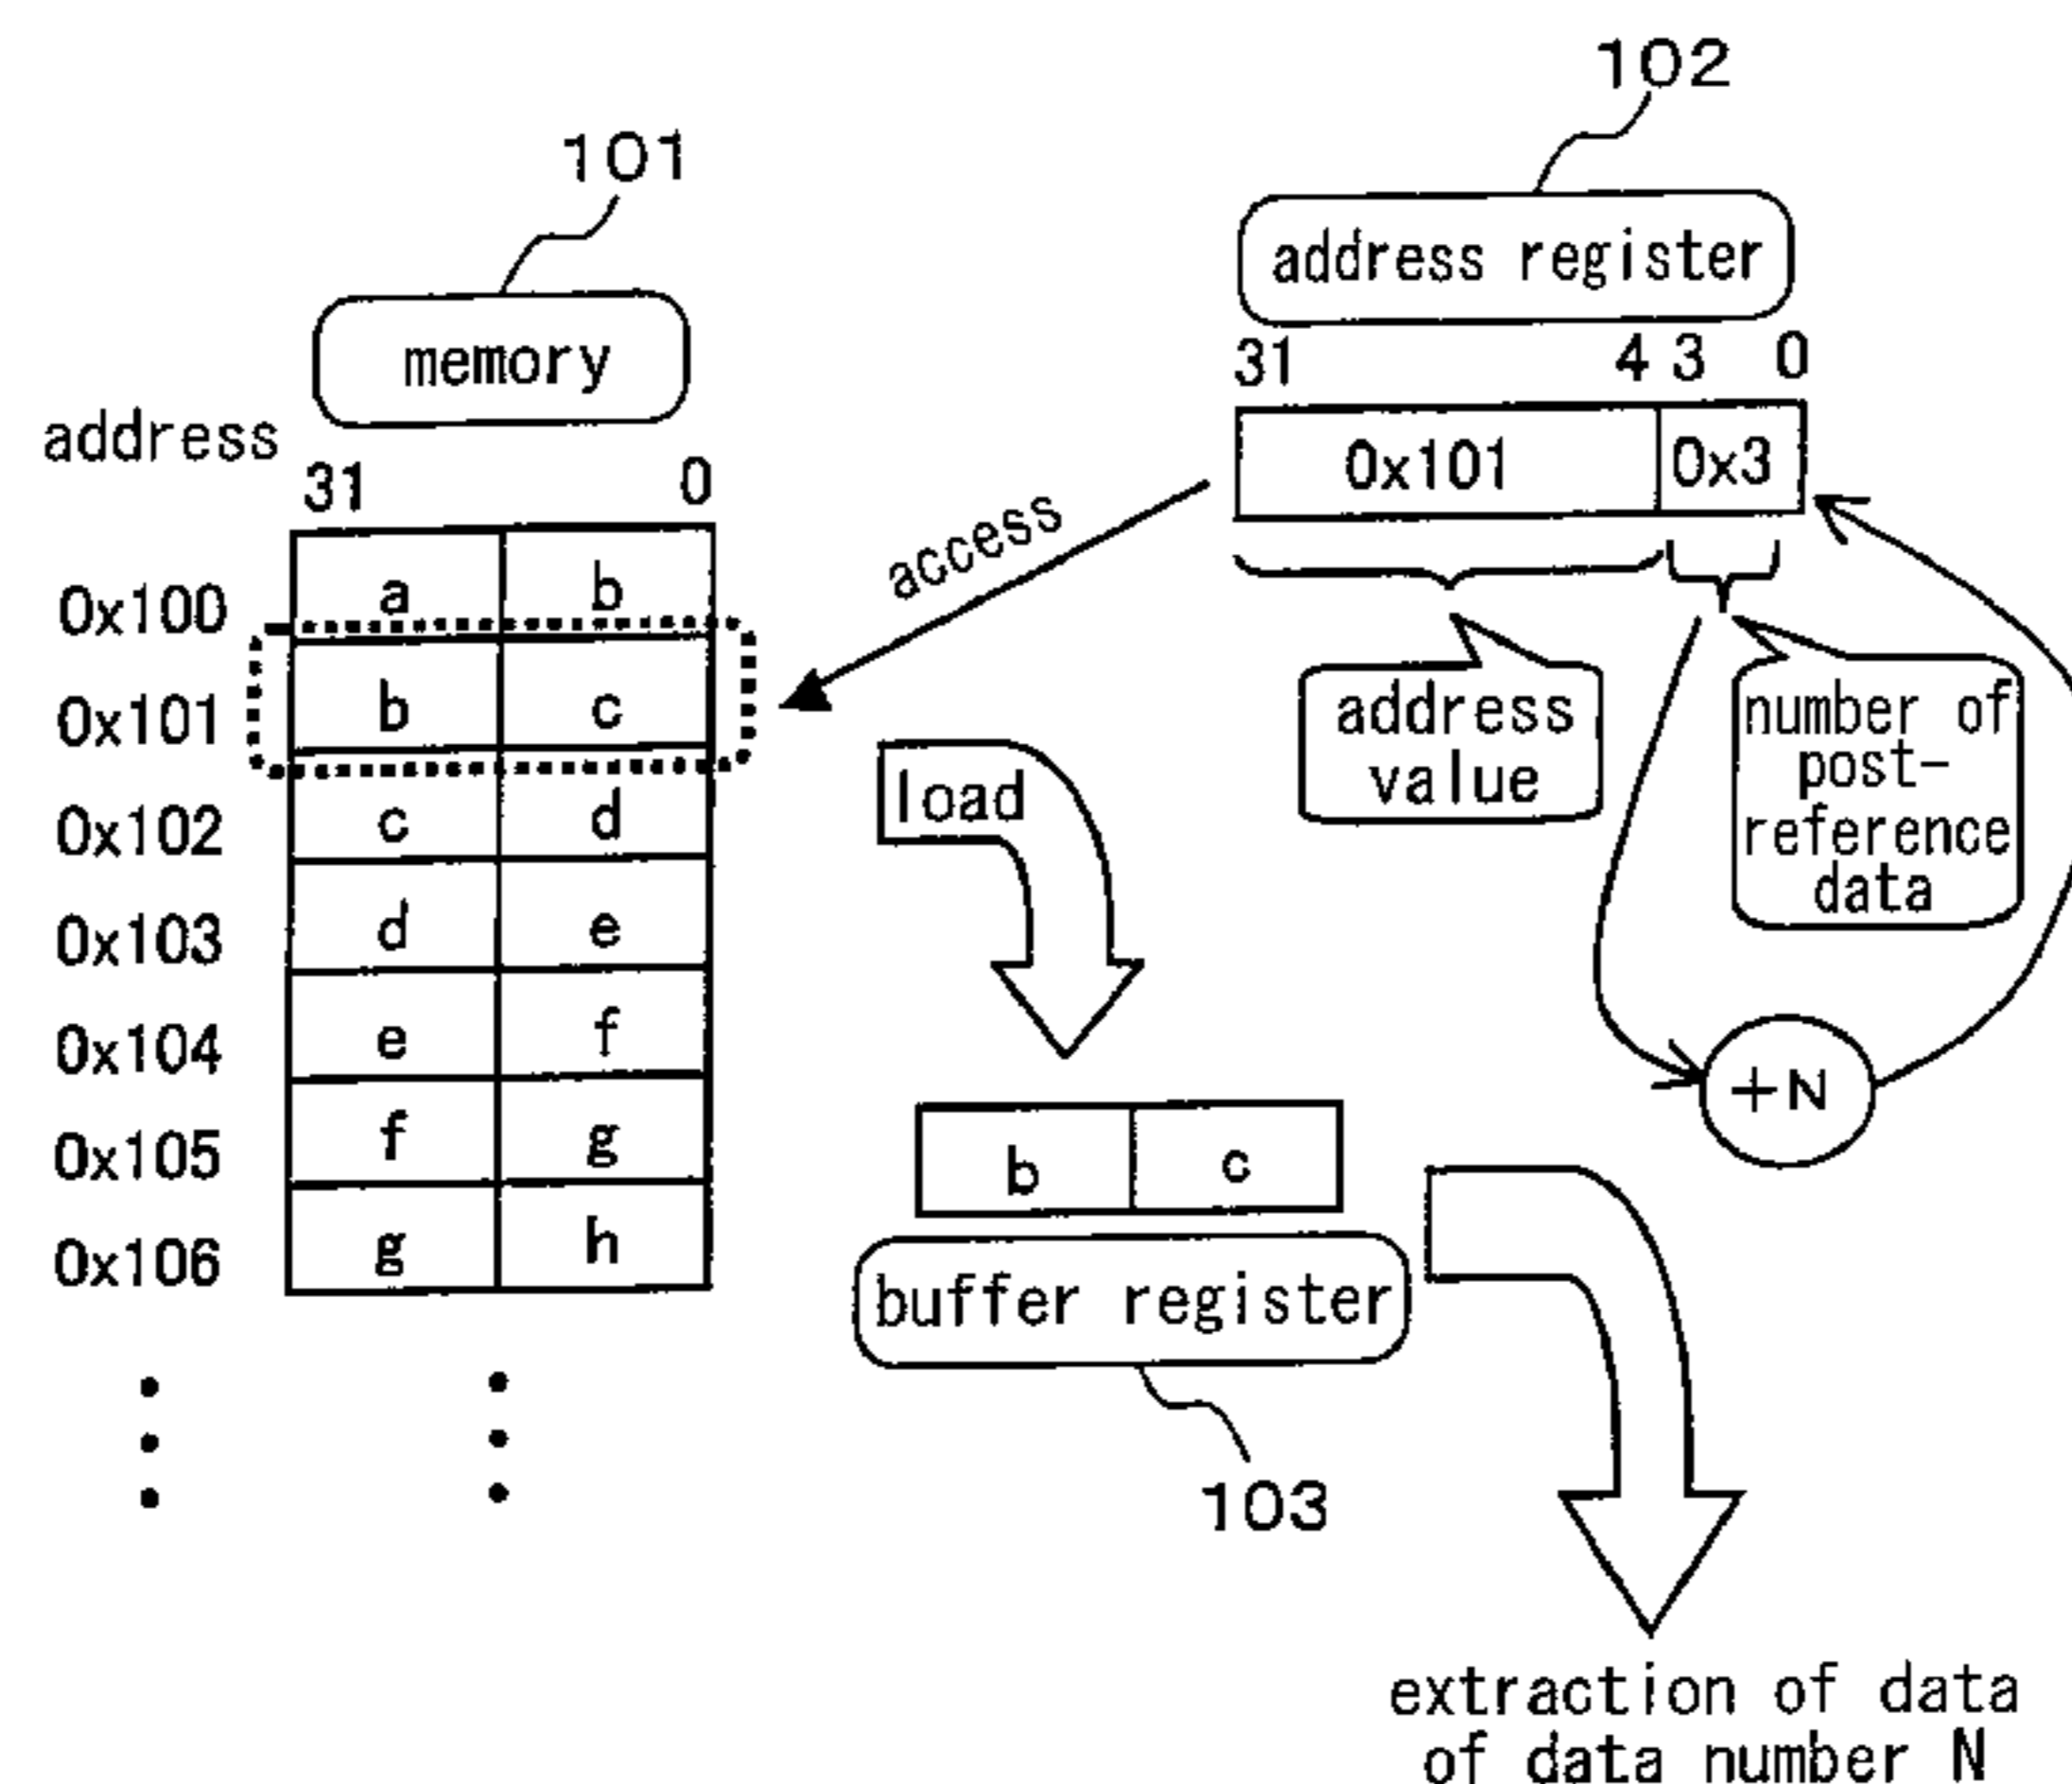 102
101
address register
memory
31 4 3 0
address
0x101 0x3
31 0
access
0x100 a b
0x101 b c
0x102 c d
0x103 d e
0x104 e f
0x105 f g
0x106 g h
address
value
number of
post-
reference
data
load
+N
b c
buffer register
103
extraction of data
of data number N